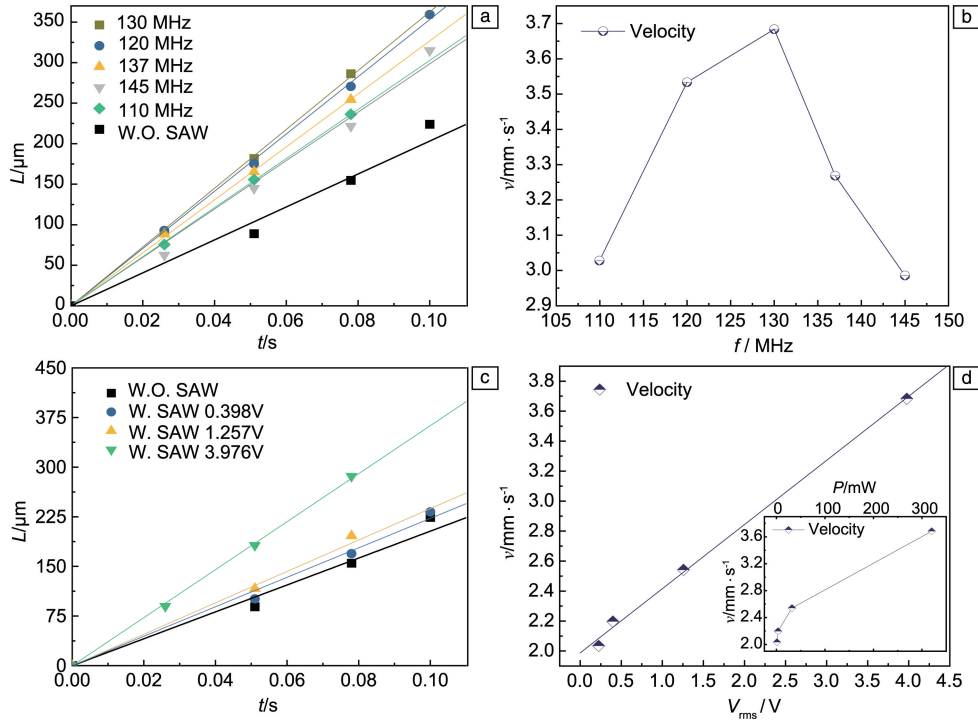 a
130 MHz
120 MHz
137 MHz
145 MHz
110 MHz
W.O. SAW
350
300
250
200
150
100
50
0
L/μm
0.00 0.02 0.04 0.06 0.08 0.10
t/s
b
Velocity
3.7
3.6
3.5
3.4
3.3
3.2
3.1
3.0
2.9
v/mm · s⁻¹
105 110 115 120 125 130 135 140 145 150
f / MHz
c
W.O. SAW
W. SAW 0.398V
W. SAW 1.257V
W. SAW 3.976V
450
375
300
225
150
75
0
L/μm
0.00 0.02 0.04 0.06 0.08 0.10
t/s
d
Velocity
3.8
3.6
3.4
3.2
3.0
2.8
2.6
2.4
2.2
2.0
v/mm · s⁻¹
0.0 0.5 1.0 1.5 2.0 2.5 3.0 3.5 4.0 4.5
Vrms / V
P/mW
0 100 200 300
Velocity
3.6
3.2
2.8
2.4
2.0
v/mm · s⁻¹